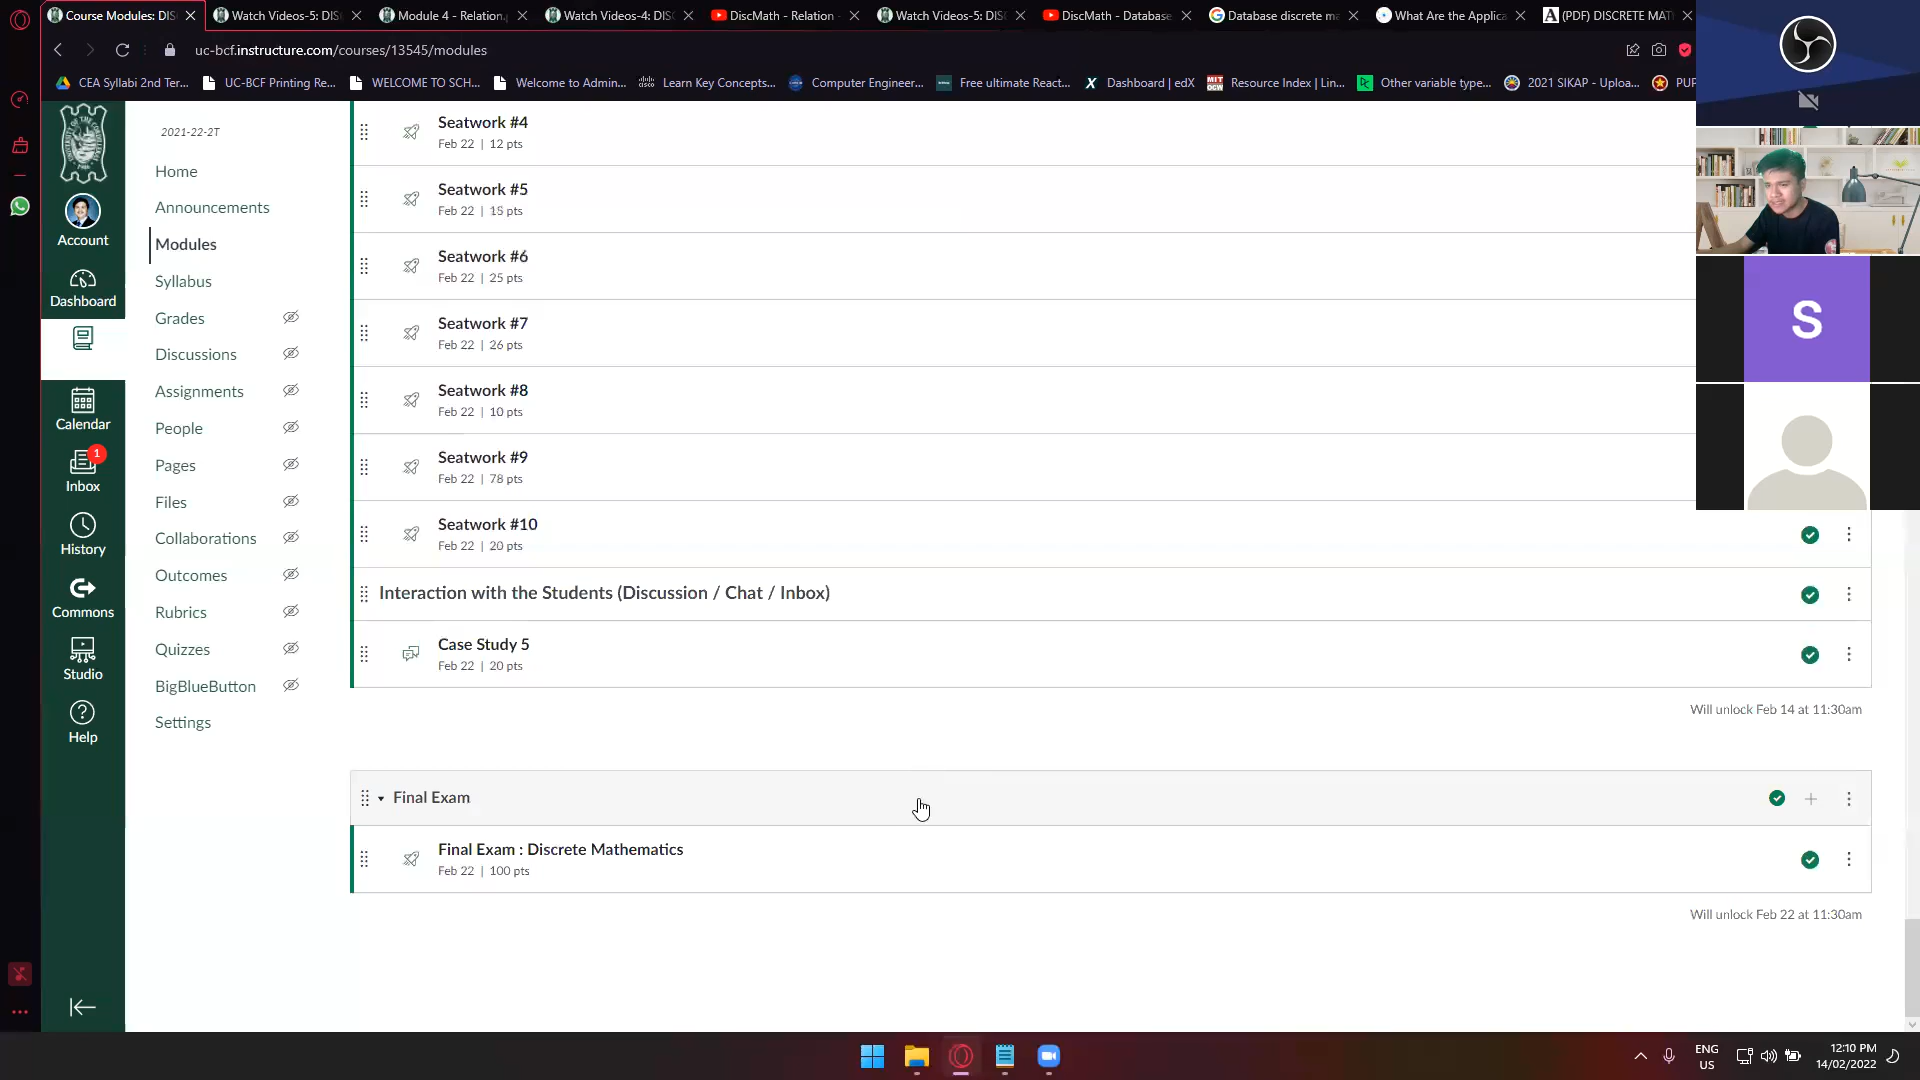 Course Modules: DIS
Watch Videos-5: DIS
Module 4 - Relation.
Watch Videos-4: DISC
DiscMath - Relation
Watch Videos-5: DIS
DiscMath - Database
Database discrete ma
What Are the Applica
(PDF) DISCRETE MAT
uc-bcf.instructure.com/courses/13545/modules
CEA Syllabi 2nd Ter...
UC-BCF Printing Re...
WELCOME TO SCH...
Welcome to Admin...
Learn Key Concepts...
Computer Engineer...
Free ultimate React...
Dashboard | edX
Resource Index | Lin...
Other variable type...
2021 SIKAP - Uploa...
PUP
Account
Dashboard
Calendar
1
Inbox
History
Commons
Studio
Help
2021-22-2T
Home
Announcements
Modules
Syllabus
Grades
Discussions
Assignments
People
Pages
Files
Collaborations
Outcomes
Rubrics
Quizzes
BigBlueButton
Settings
Seatwork #4
Feb 22 | 12 pts
Seatwork #5
Feb 22 | 15 pts
Seatwork #6
Feb 22 | 25 pts
Seatwork #7
Feb 22 | 26 pts
Seatwork #8
Feb 22 | 10 pts
Seatwork #9
Feb 22 | 78 pts
Seatwork #10
Feb 22 | 20 pts
Interaction with the Students (Discussion / Chat / Inbox)
Case Study 5
Feb 22 | 20 pts
Will unlock Feb 14 at 11:30am
Final Exam
Final Exam : Discrete Mathematics
Feb 22 | 100 pts
Will unlock Feb 22 at 11:30am
S
ENG
US
12:10 PM
14/02/2022